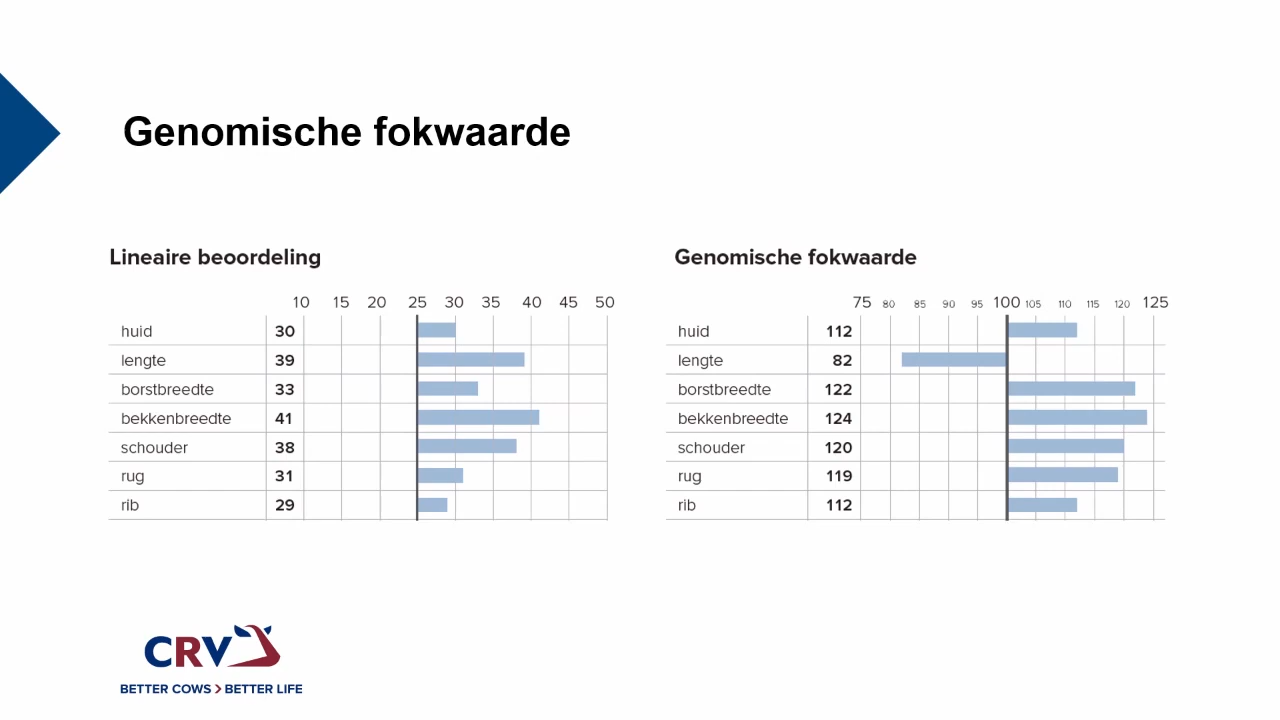 Genomische fokwaarde
Lineaire beoordeling
10 15 20 25 30 35 40 45 50
huid 30
lengte 39
borstbreedte 33
bekkenbreedte 41
schouder 38
rug 31
rib 29
Genomische fokwaarde
75 80 85 90 95 100 105 110 115 120 125
huid 112
lengte 82
borstbreedte 122
bekkenbreedte 124
schouder 120
rug 119
rib 112
CRV
BETTER COWS > BETTER LIFE